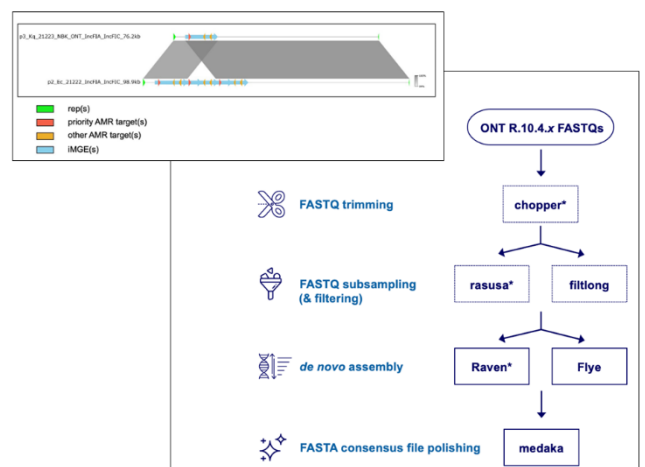 p3_Kq_21223_NBK_ONT_IncFIA_IncFIC_76.2kb
p2_Ec_21222_IncFIA_IncFIC_98.9kb
rep(s)
priority AMR target(s)
other AMR target(s)
iMGE(s)
ONT R.10.4.x FASTQs
FASTQ trimming
chopper*
FASTQ subsampling
(& filtering)
rasusa*
filtlong
de novo assembly
Raven*
Flye
FASTA consensus file polishing
medaka